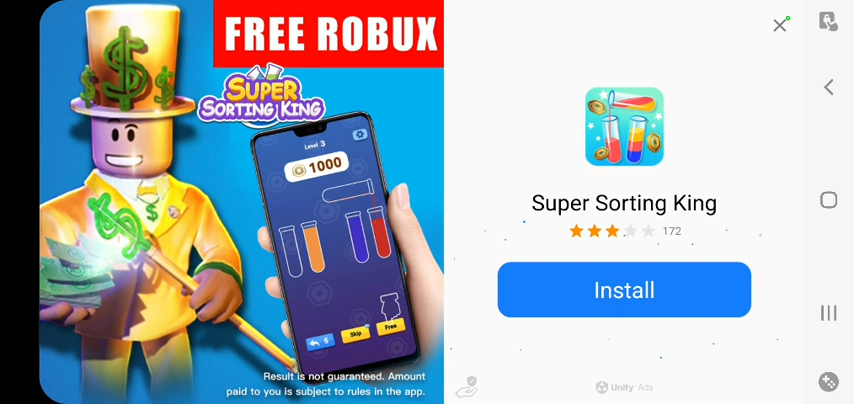 FREE ROBUX
SUPER
SORTING KING
Level 3
1000
5
Skip
Free
Result is not guaranteed. Amount
paid to you is subject to rules in the app.
Super Sorting King
172
Install
Unity Ads